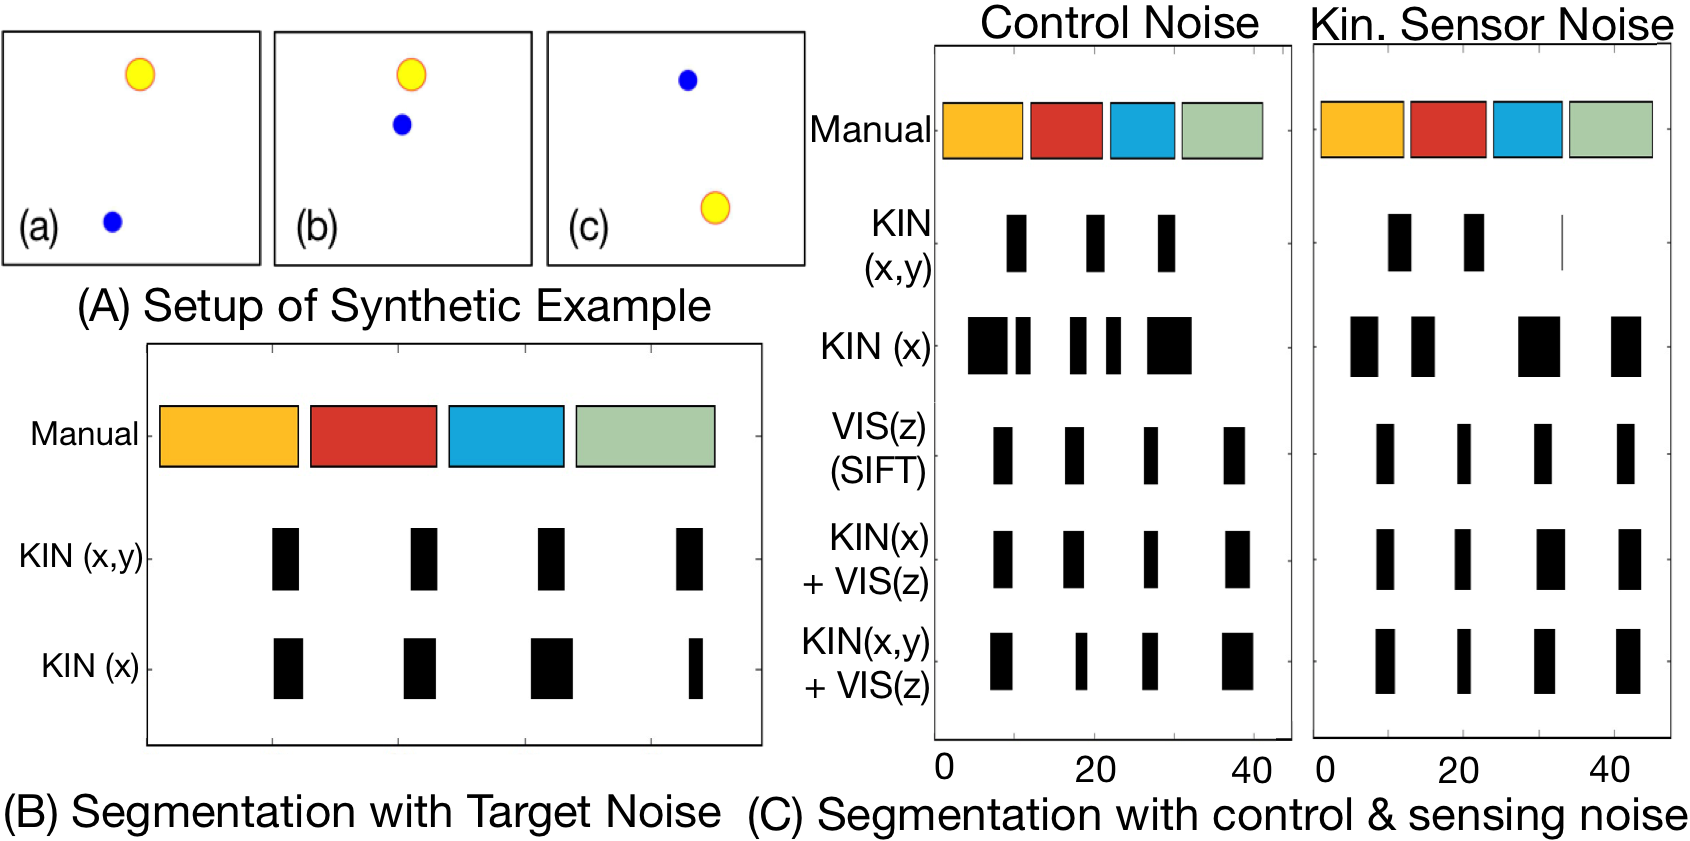 (a)
(b)
(c)
(A) Setup of Synthetic Example
Manual
KIN (x,y)
KIN (x)
(B) Segmentation with Target Noise
Control Noise
Kin. Sensor Noise
Manual
KIN
(x,y)
KIN (x)
VIS(z)
(SIFT)
KIN(x)
+ VIS(z)
KIN(x,y)
+ VIS(z)
0 20 40
0 20 40
(C) Segmentation with control & sensing noise